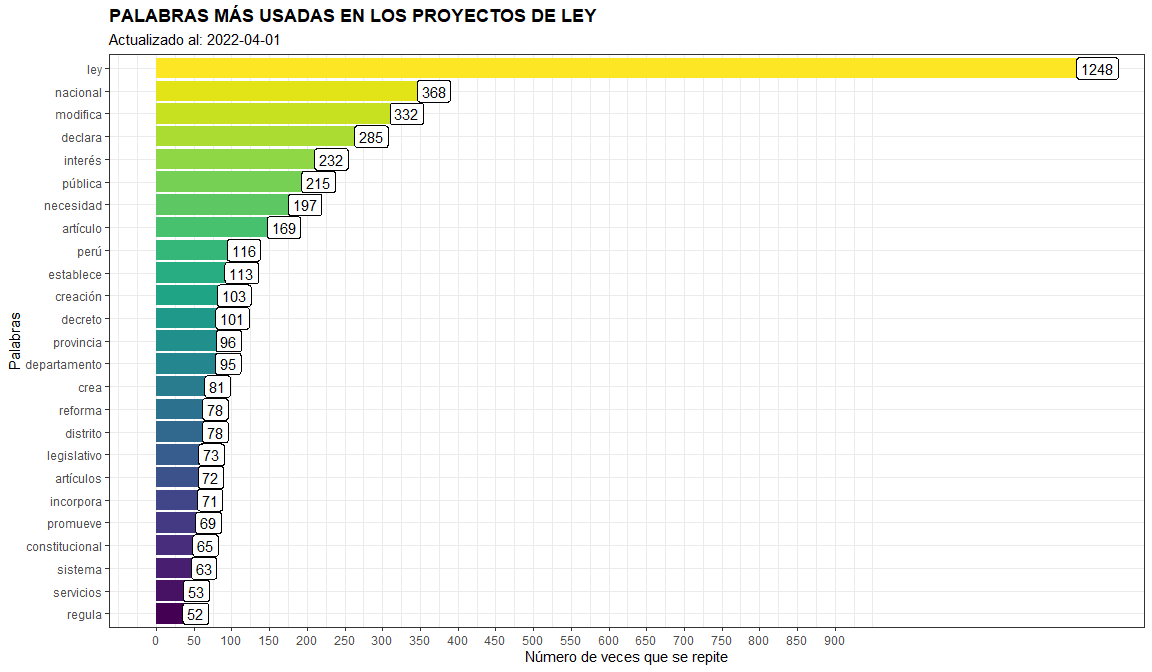 PALABRAS MÁS USADAS EN LOS PROYECTOS DE LEY
Actualizado al: 2022-04-01
Palabras
ley 1248
nacional 368
modifica 332
declara 285
interés 232
pública 215
necesidad 197
artículo 169
perú 116
establece 113
creación 103
decreto 101
provincia 96
departamento 95
crea 81
reforma 78
distrito 78
legislativo 73
artículos 72
incorpora 71
promueve 69
constitucional 65
sistema 63
servicios 53
regula 52
0 50 100 150 200 250 300 350 400 450 500 550 600 650 700 750 800 850 900
Número de veces que se repite